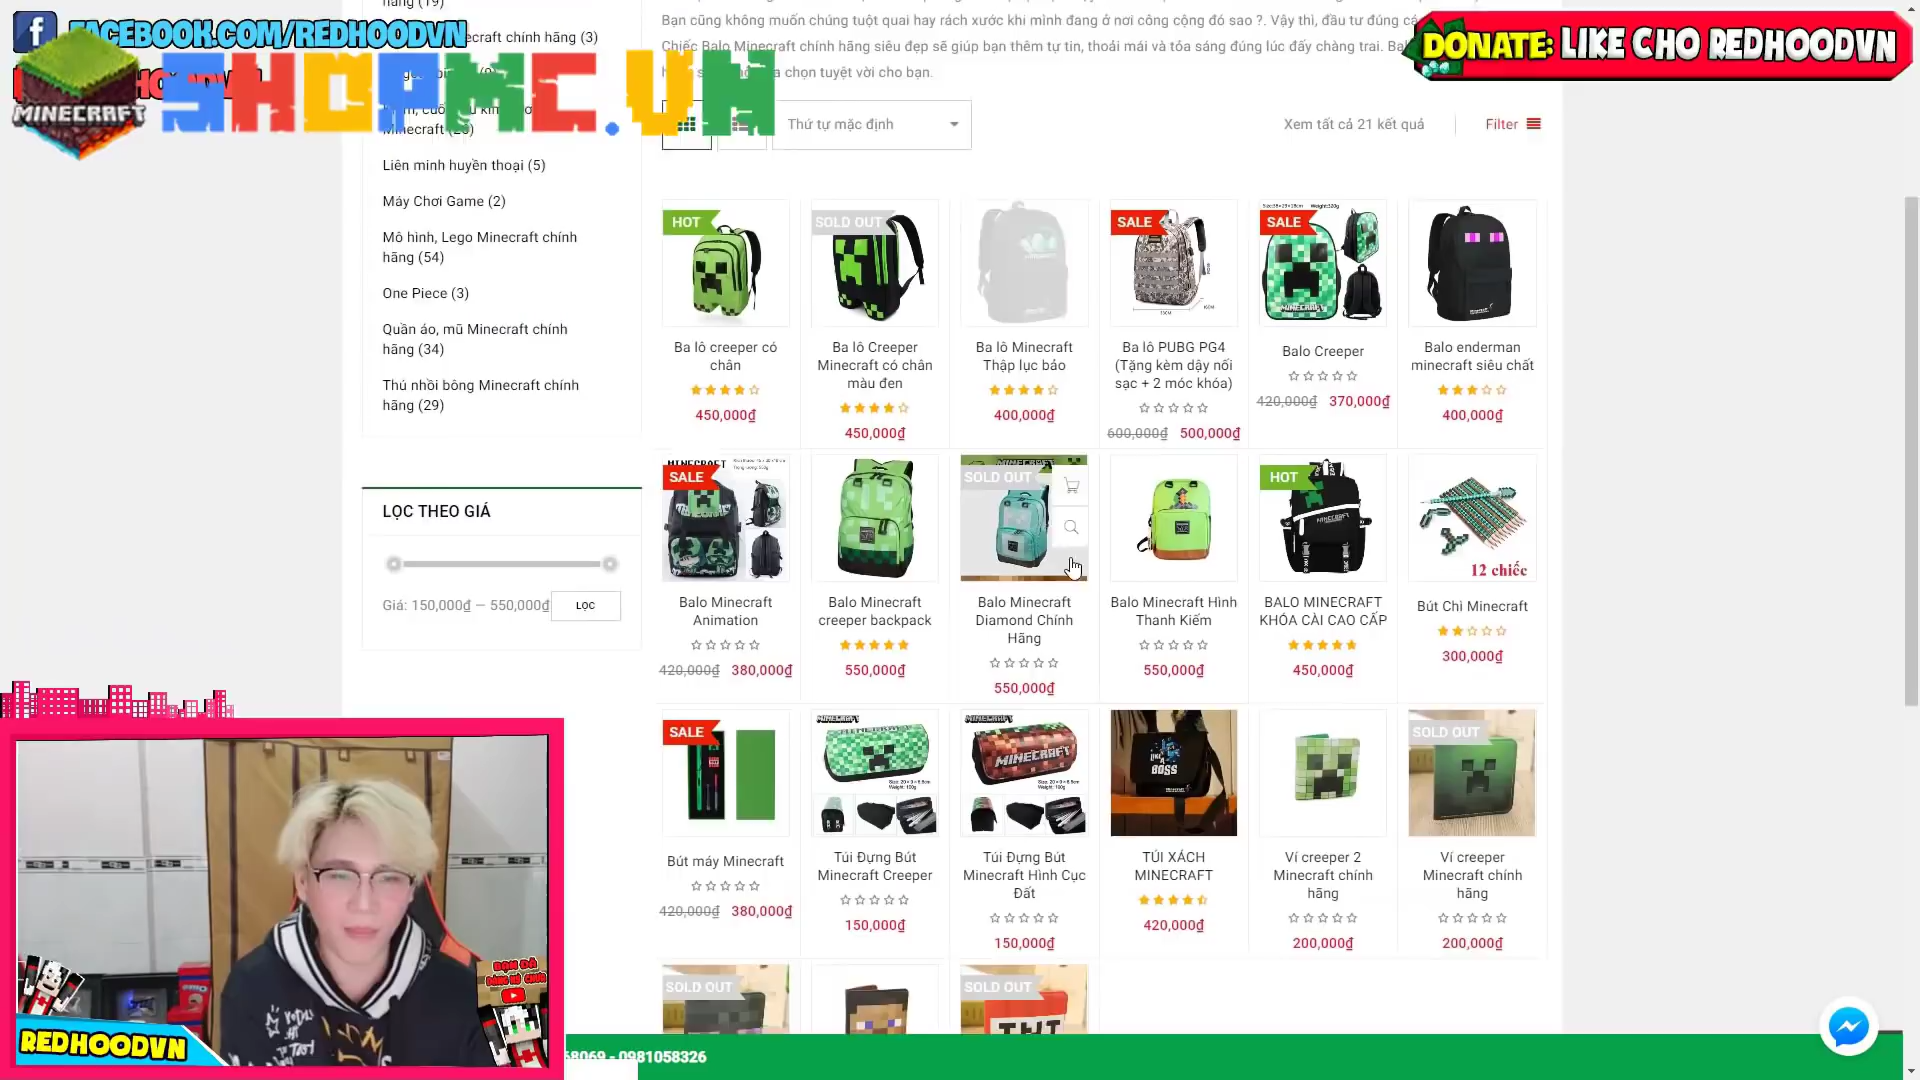 FACEBOOK.COM/REDHOODVN
ecraft chính hãng (3)
MINECRAFT
SHOPMC.VN
Minecraft
Liên minh huyền thoại (5)
Máy Chơi Game (2)
Mô hình, Lego Minecraft chính
hãng (54)
One Piece (3)
Quần áo, mũ Minecraft chính
hãng (34)
Thú nhồi bông Minecraft chính
hãng (29)
LỌC THEO GIÁ
Giá: 150,000₫ — 550,000₫
LỌC
Bạn cũng không muốn chúng tuột quai hay rách xước khi mình đang ở nơi công cộng đó sao ?. Vậy thì, đầu tư đúng
Chiếc Balo Minecraft chính hãng siêu đẹp sẽ giúp bạn thêm tự tin, thoải mái và tỏa sáng đúng lúc đấy chàng trai.
chọn tuyệt vời cho bạn.
DONATE: LIKE CHO REDHOODVN
Thứ tự mặc định
Xem tất cả 21 kết quả
Filter
HOT
SOLD OUT
SALE
SALE
Ba lô creeper có
chân
450,000₫
Ba lô Creeper
Minecraft có chân
màu đen
450,000₫
Ba lô Minecraft
Thập lục bảo
400,000₫
Ba lô PUBG PG4
(Tặng kèm dậy nối
sạc + 2 móc khóa)
600,000₫ 500,000₫
Balo Creeper
420,000₫ 370,000₫
Balo enderman
minecraft siêu chất
400,000₫
SALE
SOLD OUT
HOT
12 chiếc
Balo Minecraft
Animation
420,000₫ 380,000₫
Balo Minecraft
creeper backpack
550,000₫
Balo Minecraft
Diamond Chính
Hãng
550,000₫
Balo Minecraft Hình
Thanh Kiếm
550,000₫
BALO MINECRAFT
KHÓA CÀI CAO CẤP
450,000₫
Bút Chì Minecraft
300,000₫
SALE
MINECRAFT
MINECRAFT
MINECRAFT
LIKE A
BOSS
SOLD OUT
Bút máy Minecraft
420,000₫ 380,000₫
Túi Đựng Bút
Minecraft Creeper
150,000₫
Túi Đựng Bút
Minecraft Hình Cục
Đất
150,000₫
TÚI XÁCH
MINECRAFT
420,000₫
Ví creeper 2
Minecraft chính
hãng
200,000₫
Ví creeper
Minecraft chính
hãng
200,000₫
SOLD OUT
SOLD OUT
TNT
68069 - 0981058326
REDHOODVN